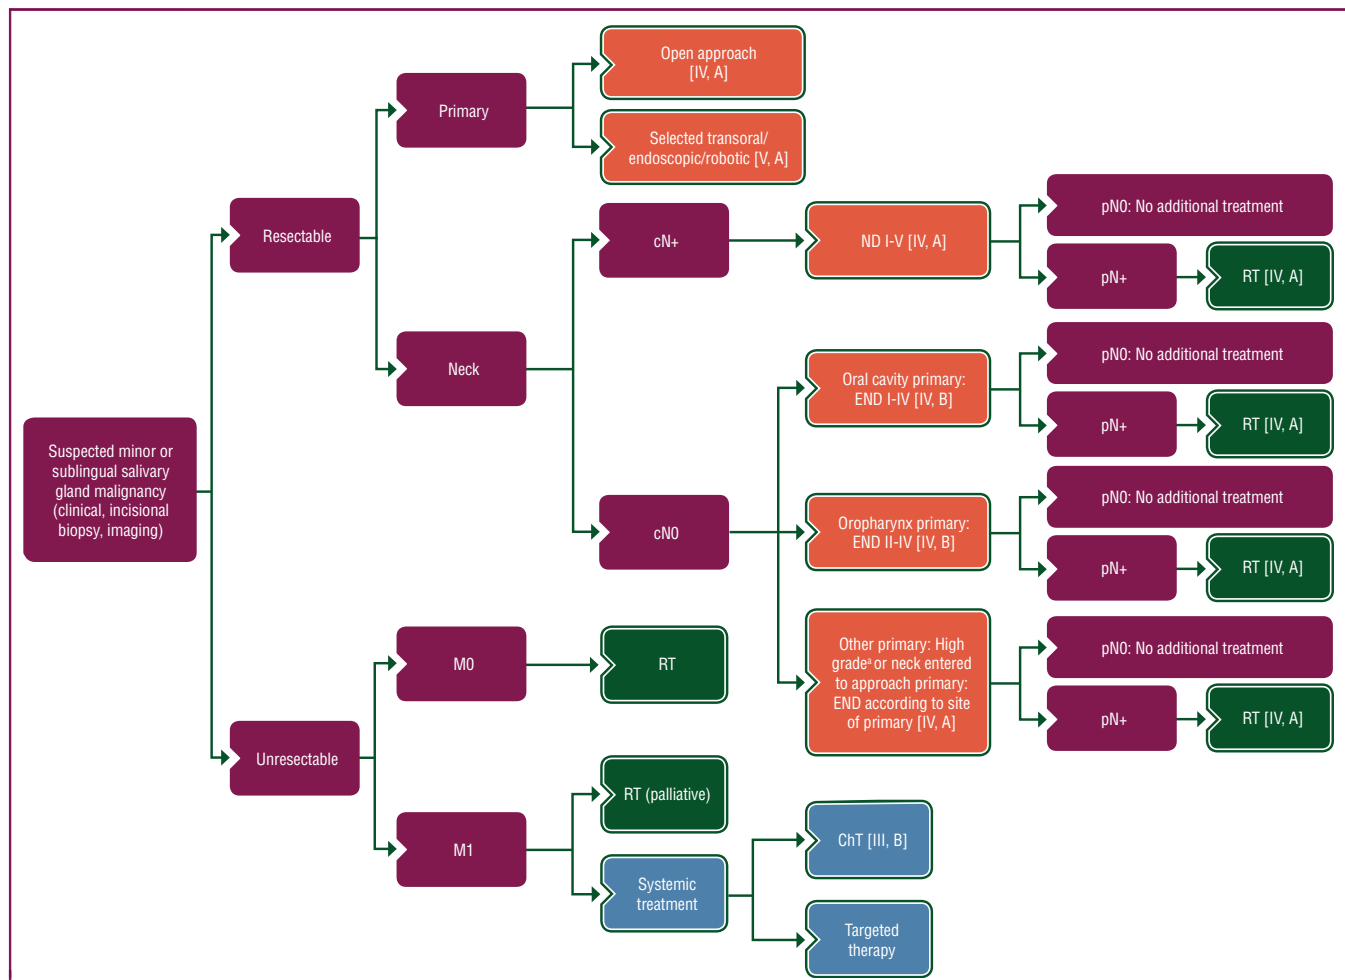 Open approach
[IV, A]
Primary
Selected transoral/
endoscopic/robotic [V, A]
Resectable
pN0: No additional treatment
cN+
ND I-V [IV, A]
pN+
RT [IV, A]
Neck
pN0: No additional treatment
Oral cavity primary:
END I-IV [IV, B]
pN+
RT [IV, A]
Suspected minor or
sublingual salivary
gland malignancy
(clinical, incisional
biopsy, imaging)
pN0: No additional treatment
cN0
Oropharynx primary:
END II-IV [IV, B]
pN+
RT [IV, A]
Other primary: High
gradeª or neck entered
to approach primary:
END according to site
of primary [IV, A]
pN0: No additional treatment
pN+
RT [IV, A]
M0
RT
Unresectable
RT (palliative)
M1
ChT [III, B]
Systemic
treatment
Targeted
therapy